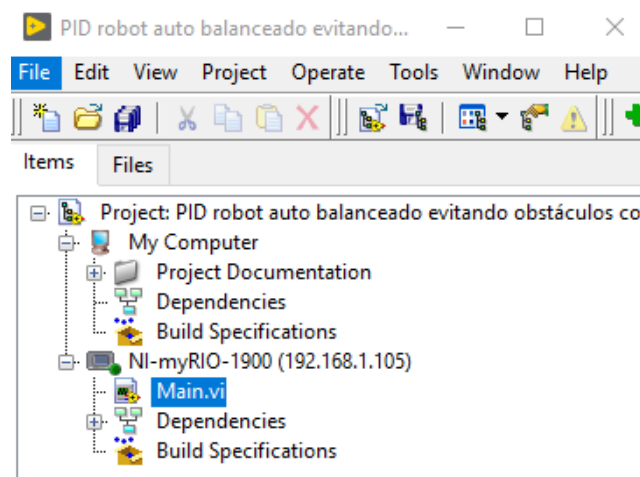 PID robot auto balanceado evitando...
File Edit View Project Operate Tools Window Help
Items Files
Project: PID robot auto balanceado evitando obstáculos co
My Computer
Project Documentation
Dependencies
Build Specifications
NI-myRIO-1900 (192.168.1.105)
Main.vi
Dependencies
Build Specifications